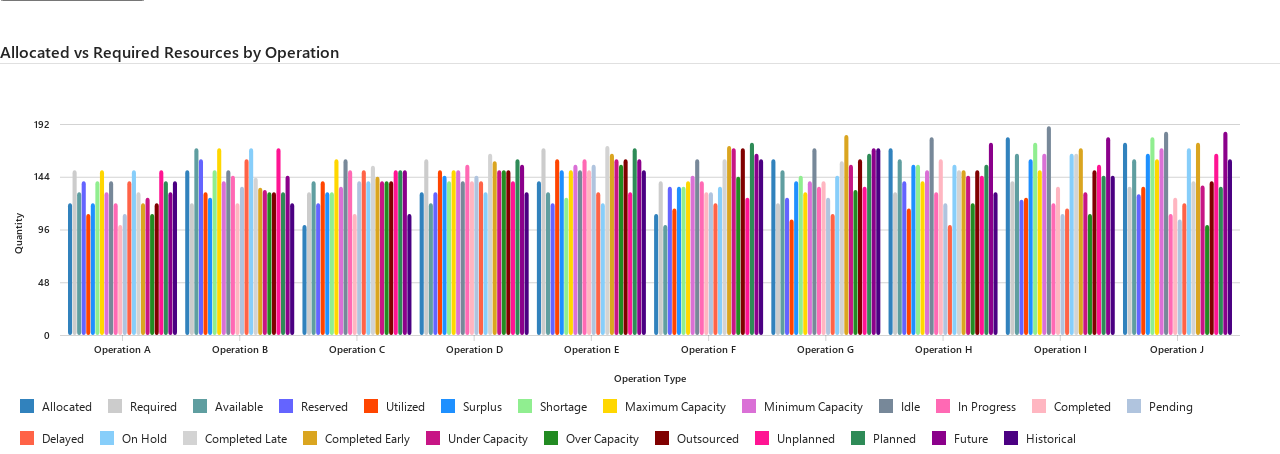 Allocated vs Required Resources by Operation
192
144
96
48
0
Quantity
Operation A Operation B Operation C Operation D Operation E Operation F Operation G Operation H Operation I Operation J
Operation Type
Allocated Required Available Reserved Utilized Surplus Shortage Maximum Capacity Minimum Capacity Idle In Progress Completed Pending
Delayed On Hold Completed Late Completed Early Under Capacity Over Capacity Outsourced Unplanned Planned Future Historical